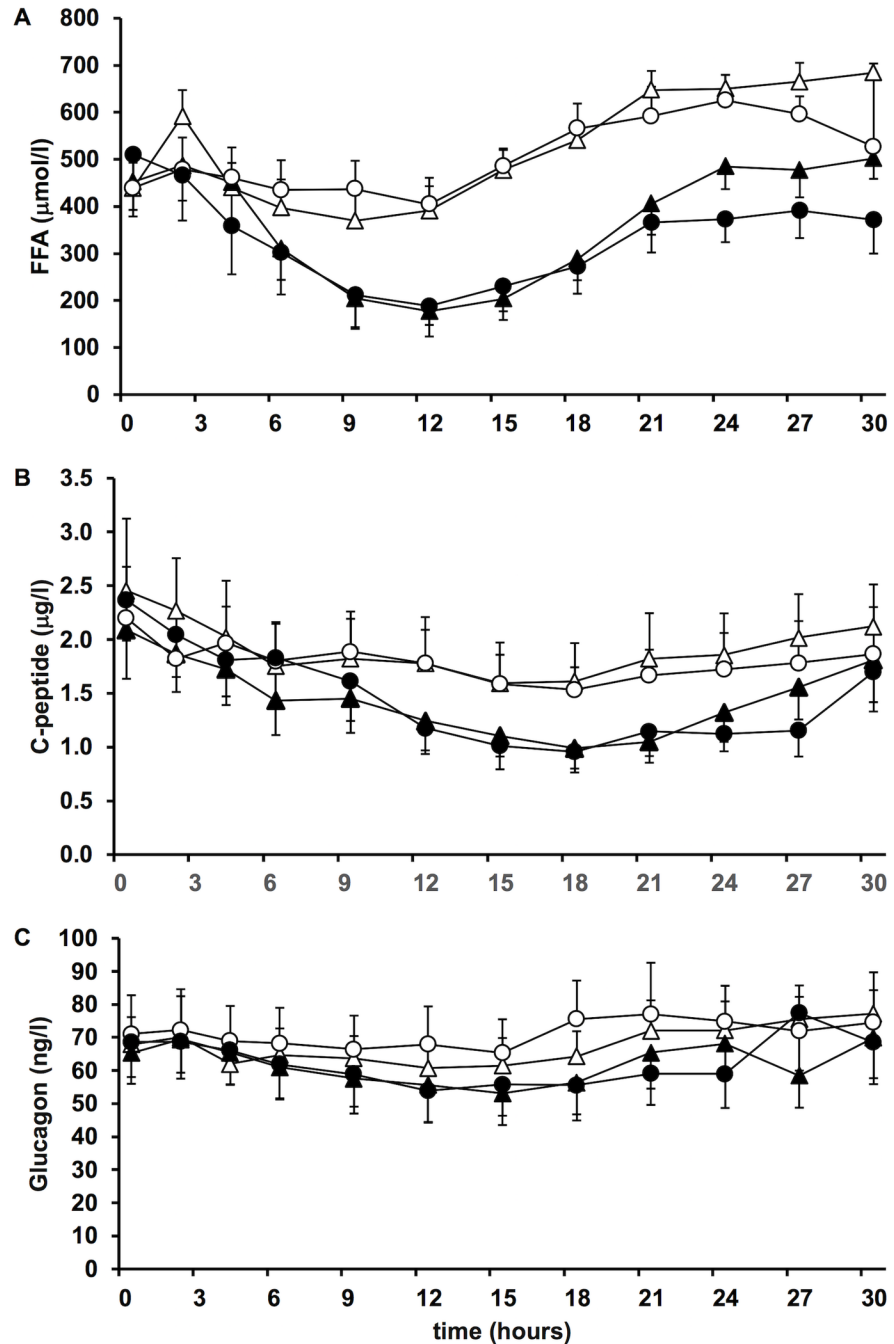 A
800
700
600
500
400
300
200
100
0
FFA (μmol/l)
0 3 6 9 12 15 18 21 24 27 30
B
3.5
3.0
2.5
2.0
1.5
1.0
0.5
0.0
C-peptide (μg/l)
0 3 6 9 12 15 18 21 24 27 30
C
100
90
80
70
60
50
40
30
20
10
0
Glucagon (ng/l)
0 3 6 9 12 15 18 21 24 27 30
time (hours)